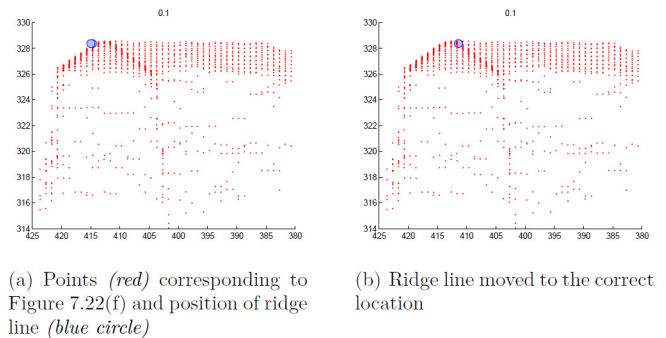 0.1
330
328
326
324
322
320
318
316
314
425 420 415 410 405 400 395 390 385 380
0.1
330
328
326
324
322
320
318
316
314
425 420 415 410 405 400 395 390 385 380
(a) Points (red) corresponding to
Figure 7.22(f) and position of ridge
line (blue circle)
(b) Ridge line moved to the correct
location